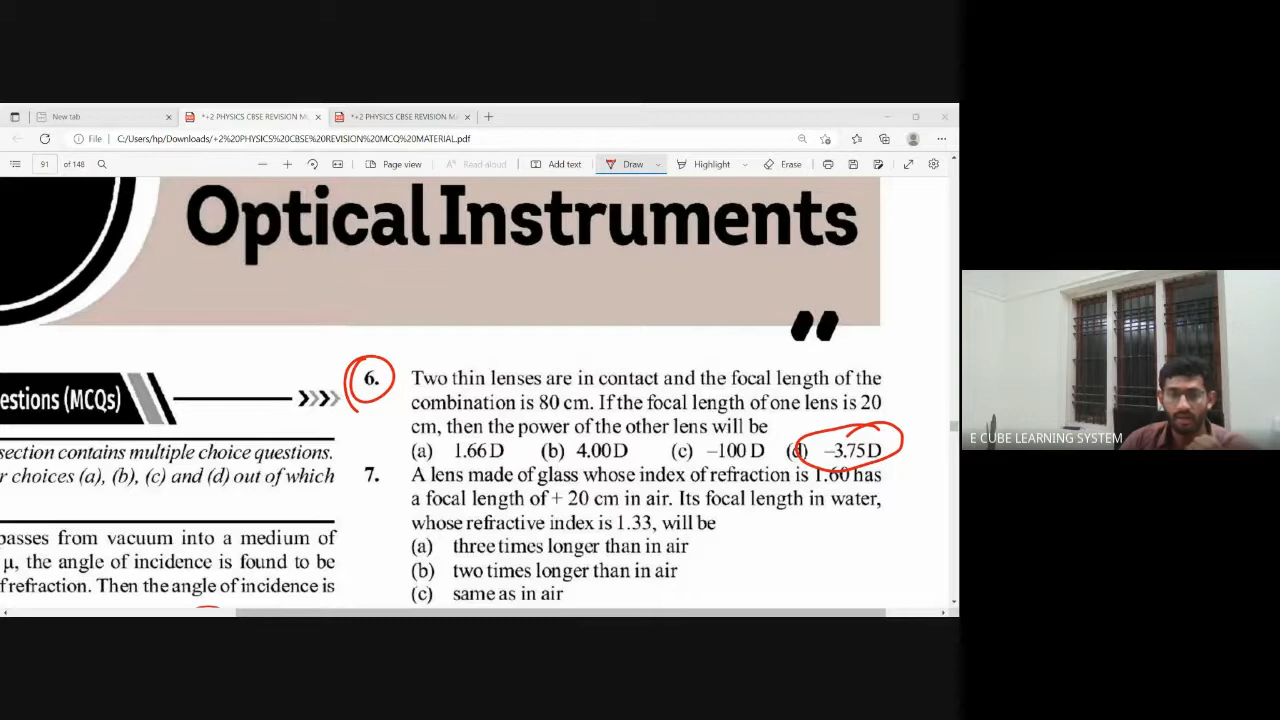 New tab
*+2 PHYSICS CBSE REVISION M
*+2 PHYSICS CBSE REVISION M
File
C:/Users/hp/Downloads/+2%20PHYSICS%20CBSE%20REVISION%20MCQ%20MATERIAL.pdf
91 of 148
Page view
Read aloud
Add text
Draw
Highlight
Erase
Optical Instruments
estions (MCQs)
section contains multiple choice questions.
r choices (a), (b), (c) and (d) out of which
passes from vacuum into a medium of
μ, the angle of incidence is found to be
f refraction. Then the angle of incidence is
6. Two thin lenses are in contact and the focal length of the
combination is 80 cm. If the focal length of one lens is 20
cm, then the power of the other lens will be
(a) 1.66 D (b) 4.00 D (c) –100 D (d) –3.75 D
7. A lens made of glass whose index of refraction is 1.60 has
a focal length of + 20 cm in air. Its focal length in water,
whose refractive index is 1.33, will be
(a) three times longer than in air
(b) two times longer than in air
(c) same as in air
E CUBE LEARNING SYSTEM